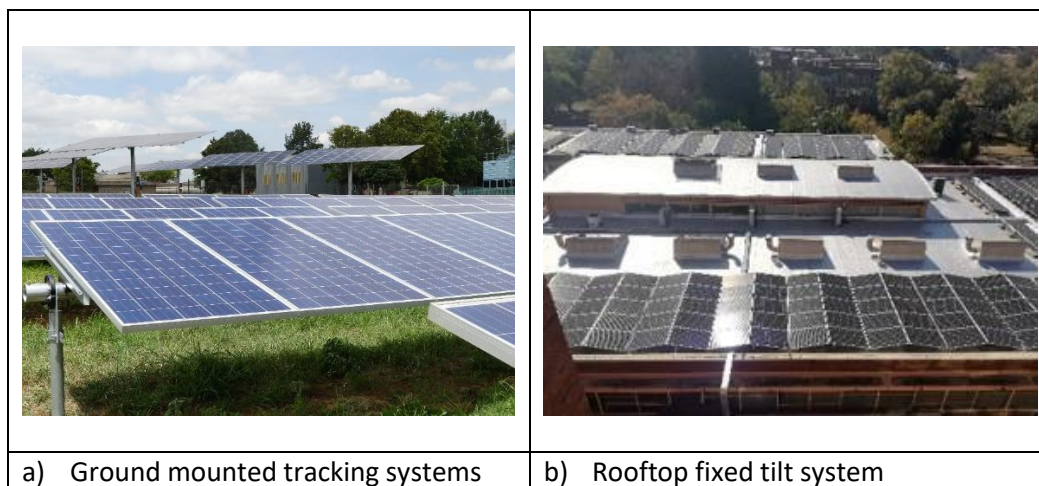 a) Ground mounted tracking systems
b) Rooftop fixed tilt system